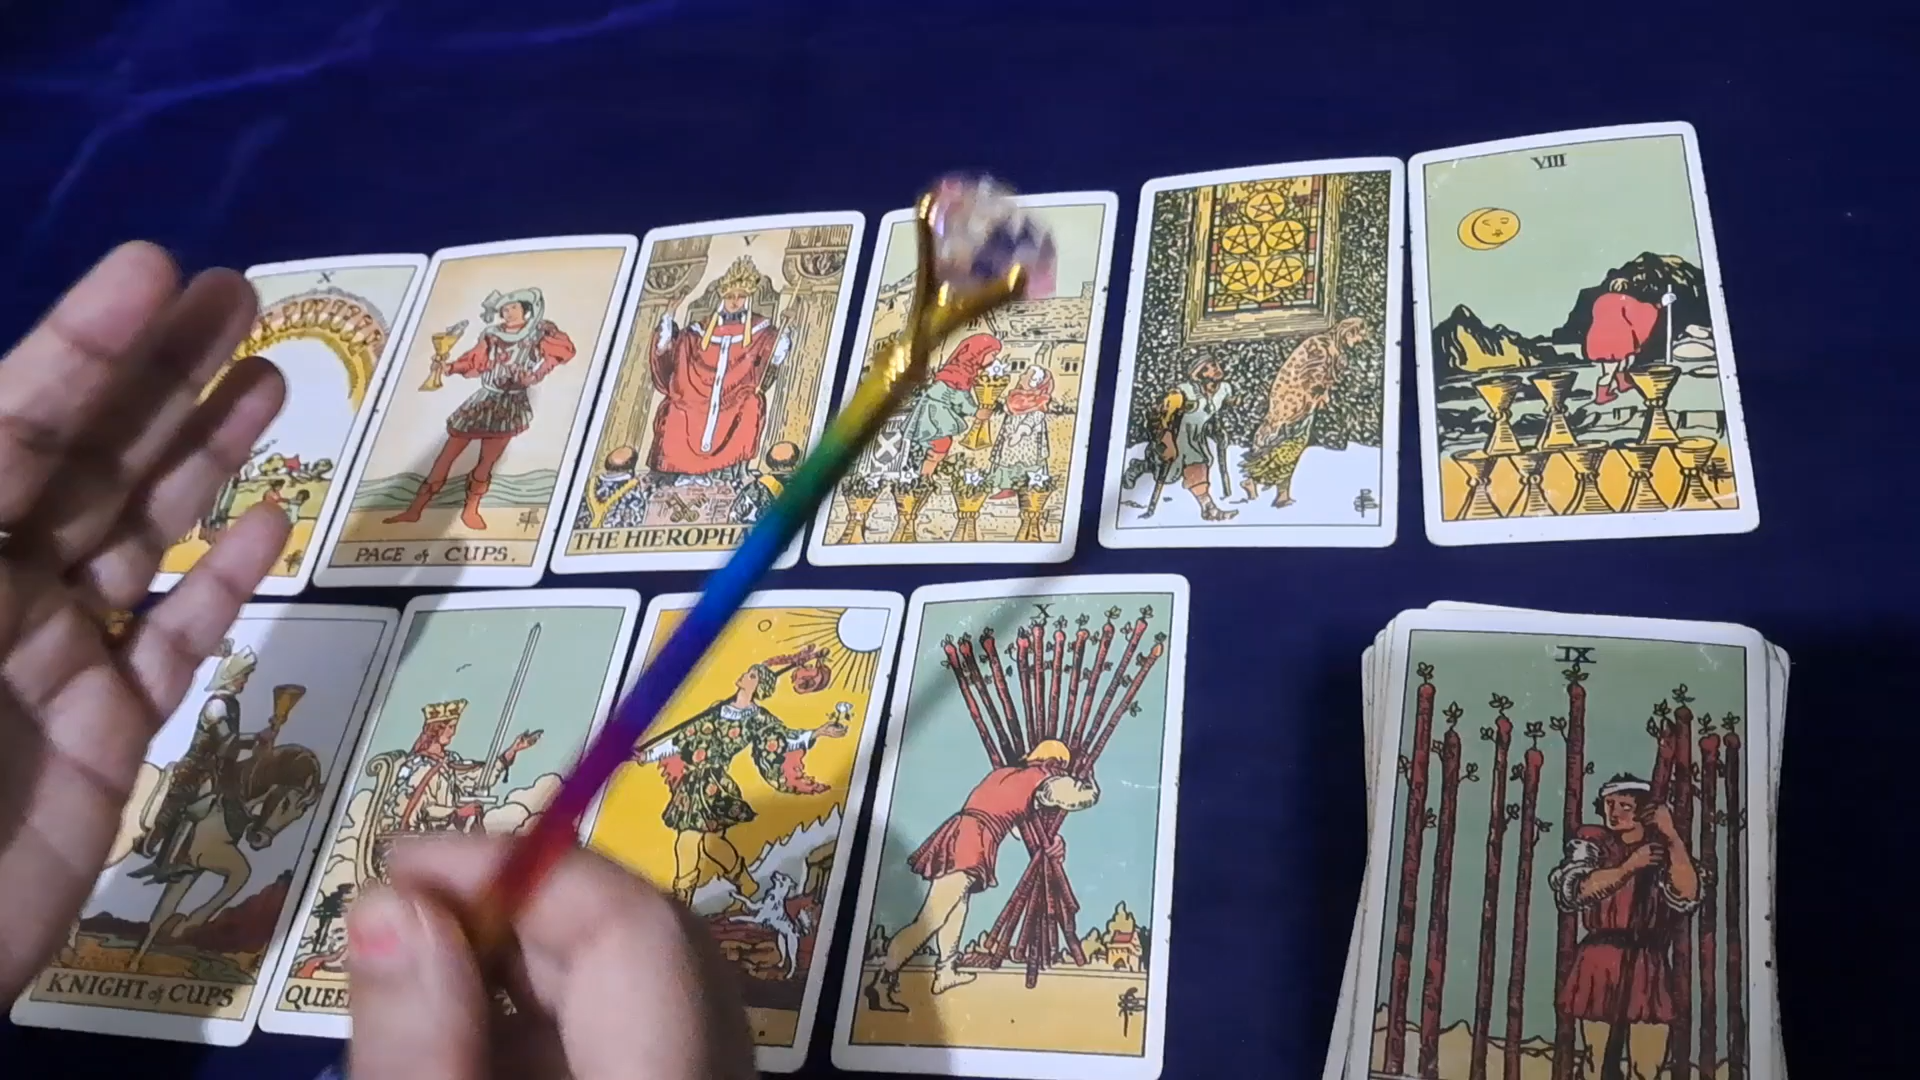 X
PAGE of CUPS.
V
THE HIEROPHA
VIII
KNIGHT of CUPS
QUEE
X
IX